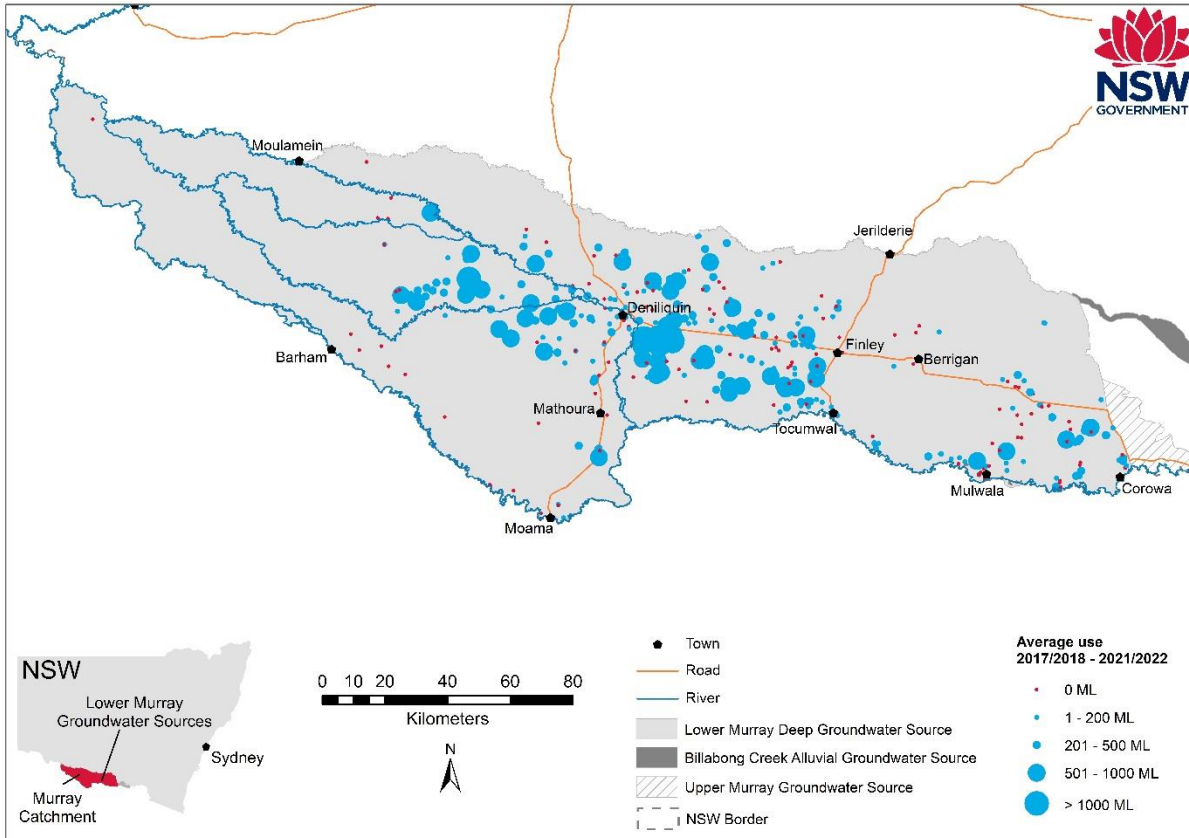 NSW
GOVERNMENT
Moulamein
Jerilderie
Deniliquin
Finley
Berrigan
Barham
Mathoura
Tocumwal
Mulwala
Corowa
Moama
NSW
Lower Murray
Groundwater Sources
Sydney
Murray
Catchment
0 10 20 40 60 80
Kilometers
N
Town
Road
River
Lower Murray Deep Groundwater Source
Billabong Creek Alluvial Groundwater Source
Upper Murray Groundwater Source
NSW Border
Average use
2017/2018 - 2021/2022
0 ML
1 - 200 ML
201 - 500 ML
501 - 1000 ML
> 1000 ML